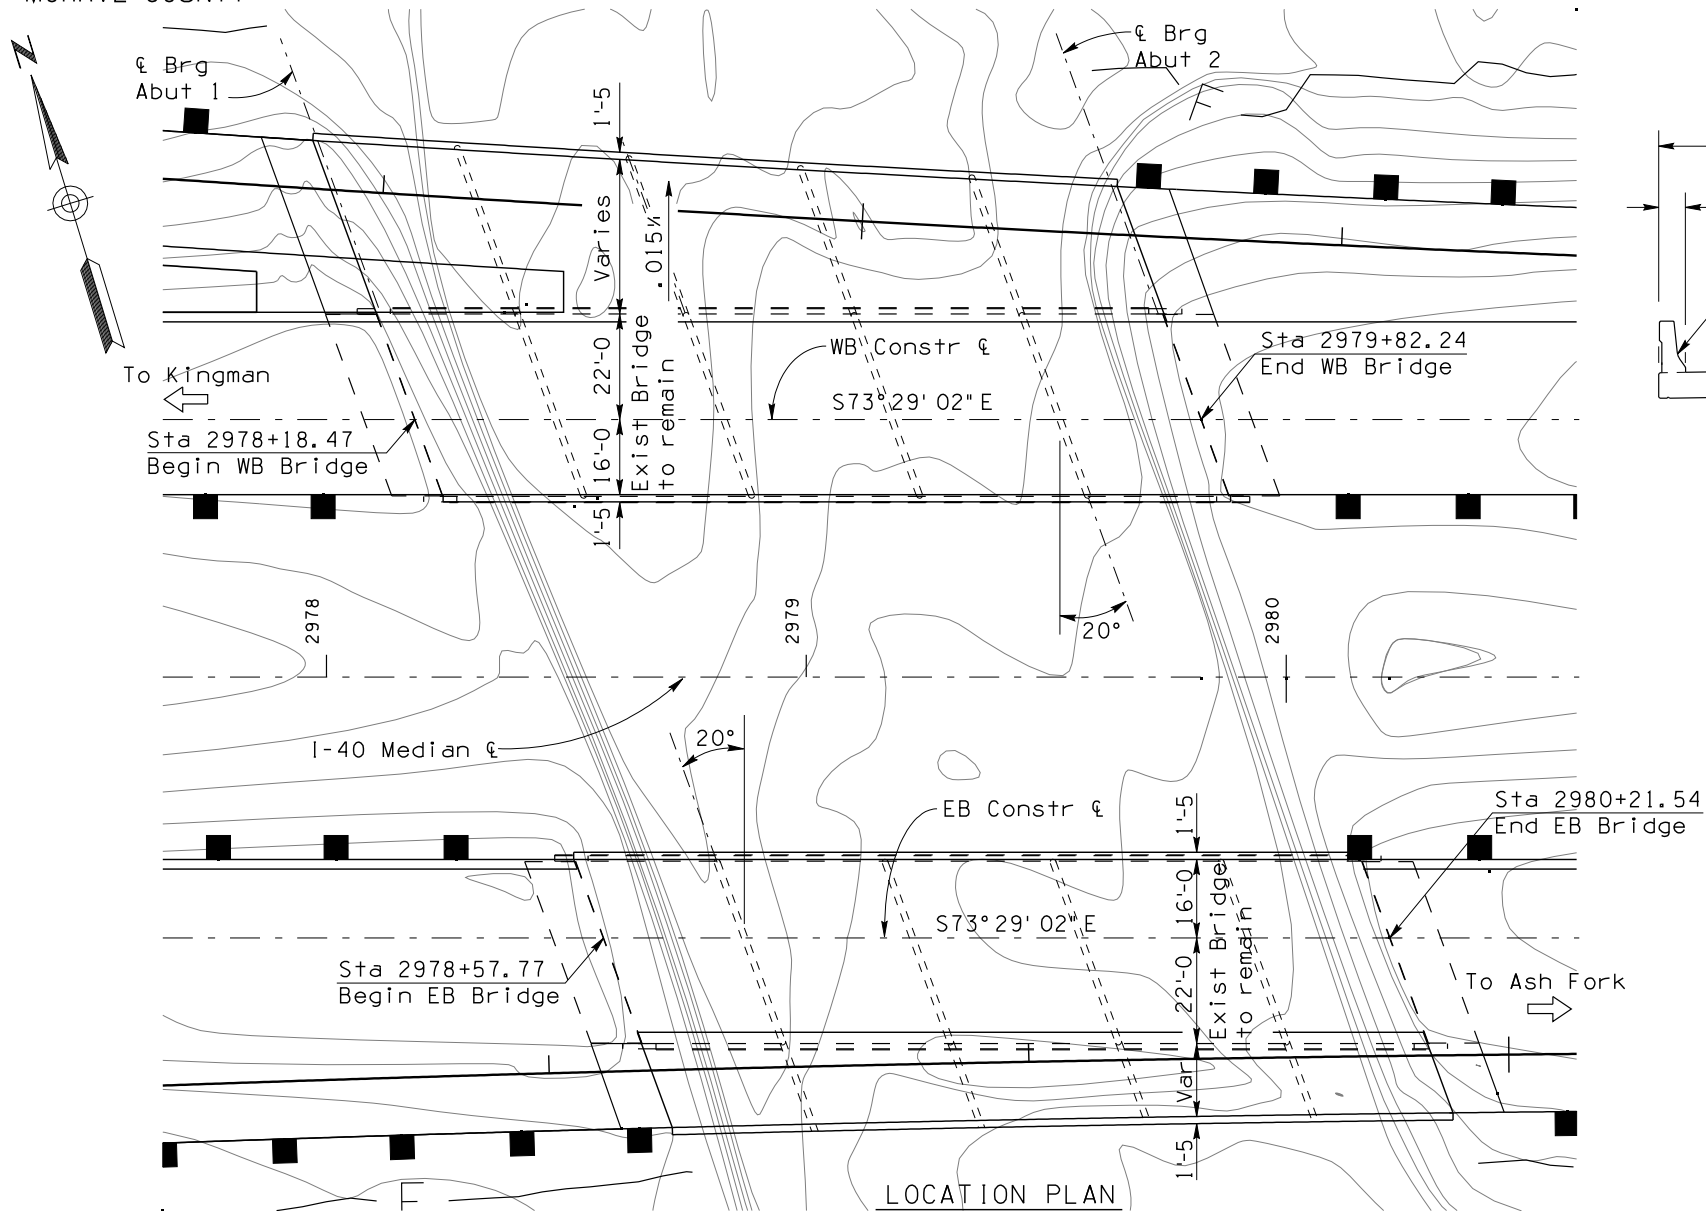 N
℄ Brg
Abut 1
℄ Brg
Abut 2
1'-5
Varies
.015
22'-0
16'-0
1'-5
Exist Bridge
to remain
WB Constr ℄
S73°29'02"E
Sta 2979+82.24
End WB Bridge
To Kingman
Sta 2978+18.47
Begin WB Bridge
F
2978
2979
2980
20°
I-40 Median ℄
20°
EB Constr ℄
1'-5
16'-0
22'-0
Var
1'-5
Exist Bridge
to remain
S73°29'02"E
Sta 2980+21.54
End EB Bridge
Sta 2978+57.77
Begin EB Bridge
To Ash Fork
F
LOCATION PLAN